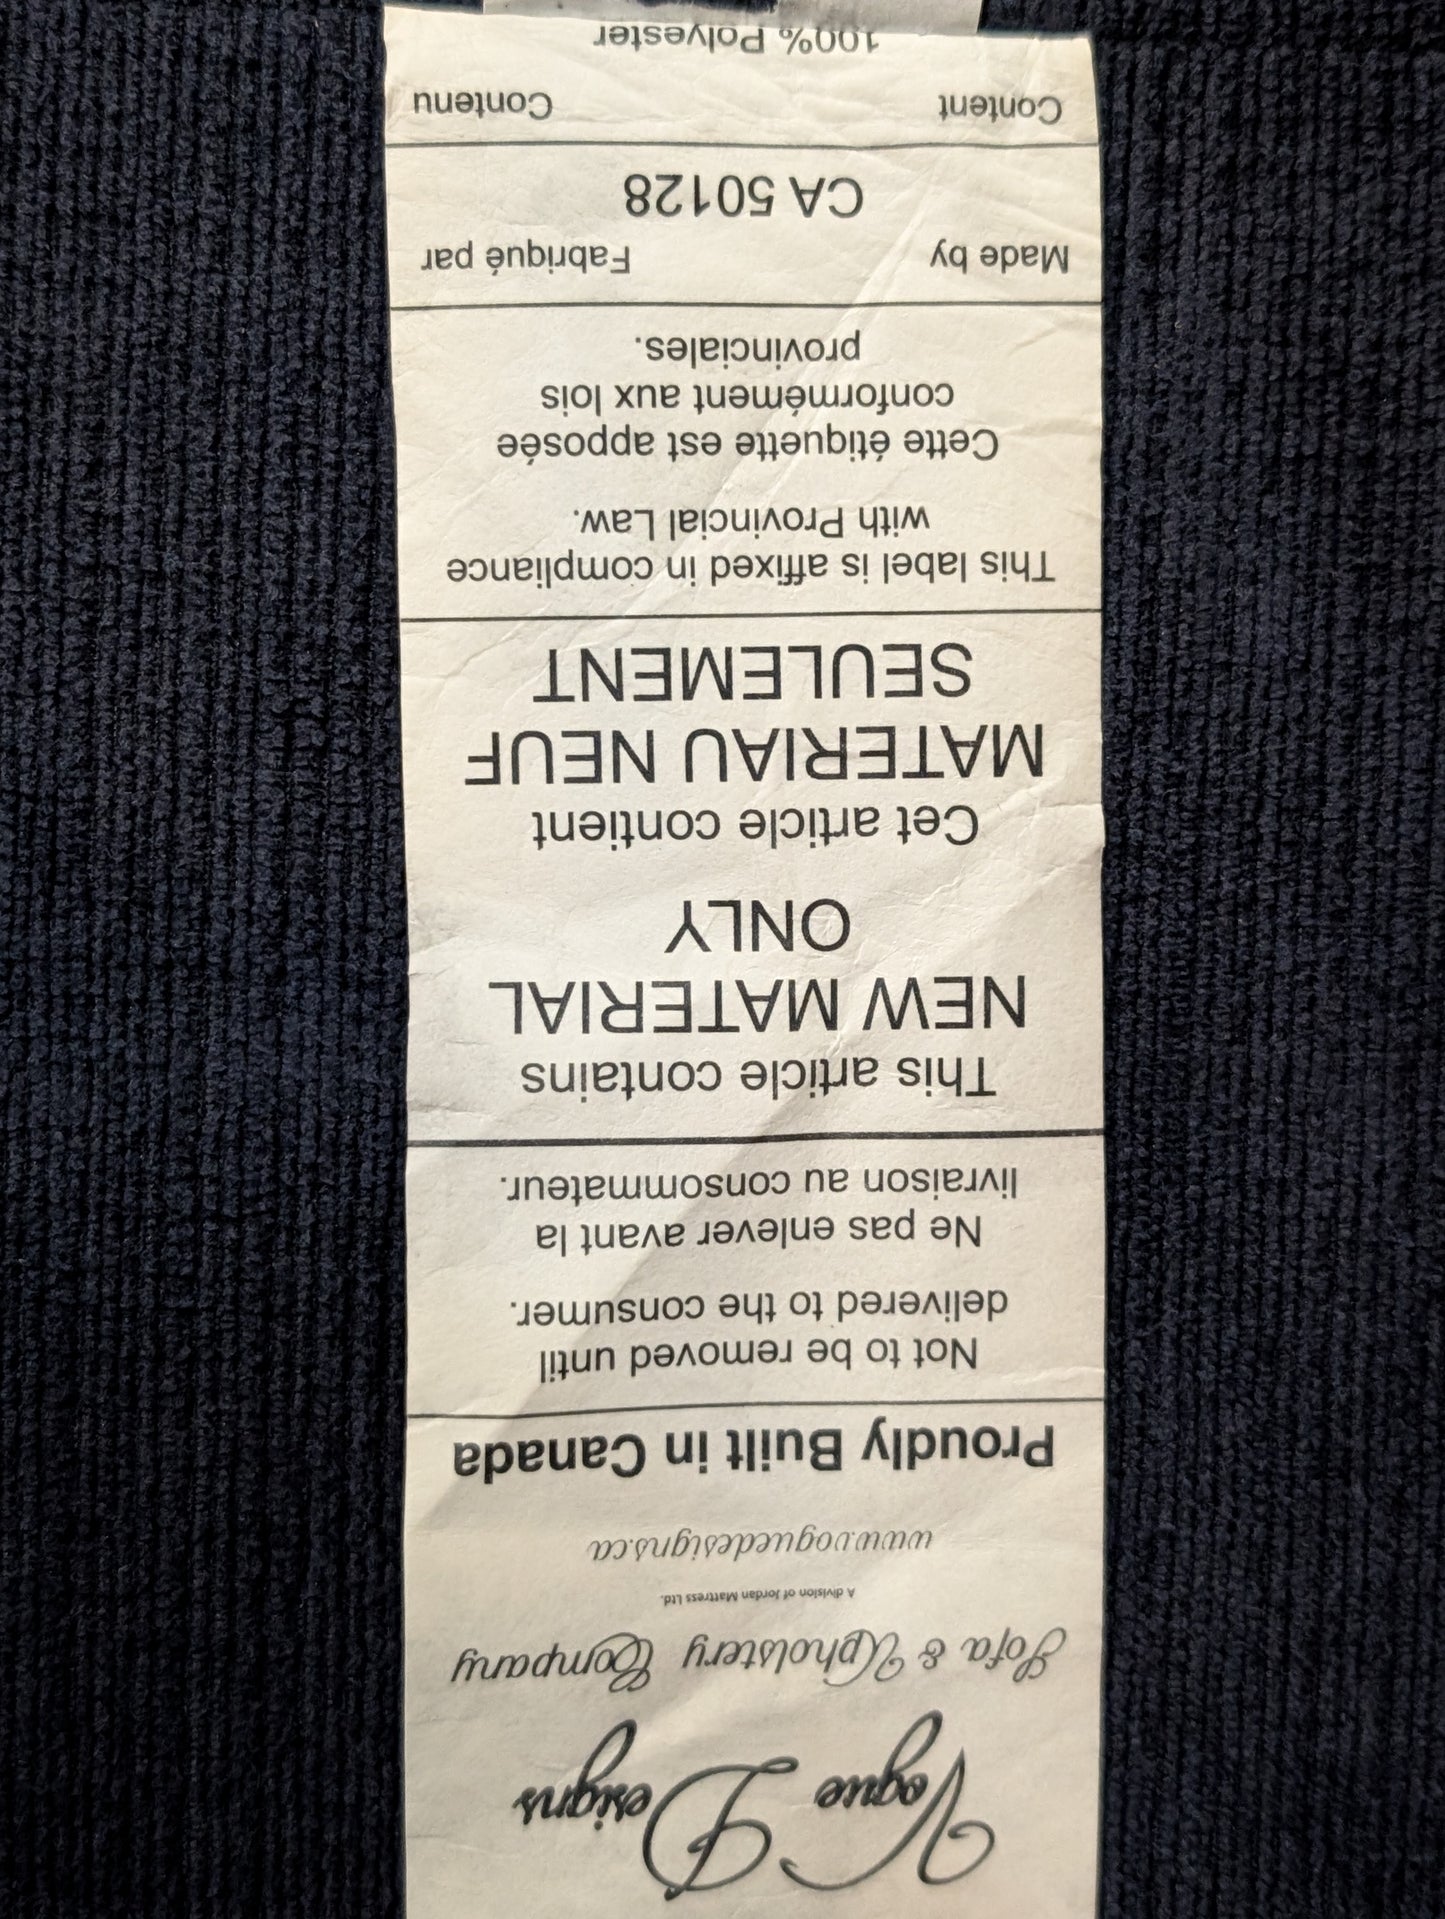 Vogue Designs
Sofa & Upholstery Company
A division of Jordan Mattress Ltd.
www.voguedesigns.ca
Proudly Built in Canada
Not to be removed until
delivered to the consumer.
Ne pas enlever avant la
livraison au consommateur.
This article contains
NEW MATERIAL
ONLY
Cet article contient
MATERIAU NEUF
SEULEMENT
This label is affixed in compliance
with Provincial Law.
Cette étiquette est apposée
conformément aux lois
provinciales.
Made by Fabriqué par
CA 50128
Content Contenu
100% Polyester